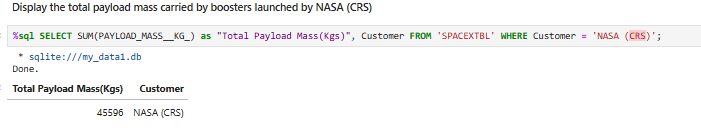 Display the total payload mass carried by boosters launched by NASA (CRS)
%sql SELECT SUM(PAYLOAD_MASS__KG_) as "Total Payload Mass(Kgs)", Customer FROM 'SPACEXTBL' WHERE Customer = 'NASA (CRS)';
* sqlite:///my_data1.db
Done.
Total Payload Mass(Kgs) Customer
45596 NASA (CRS)